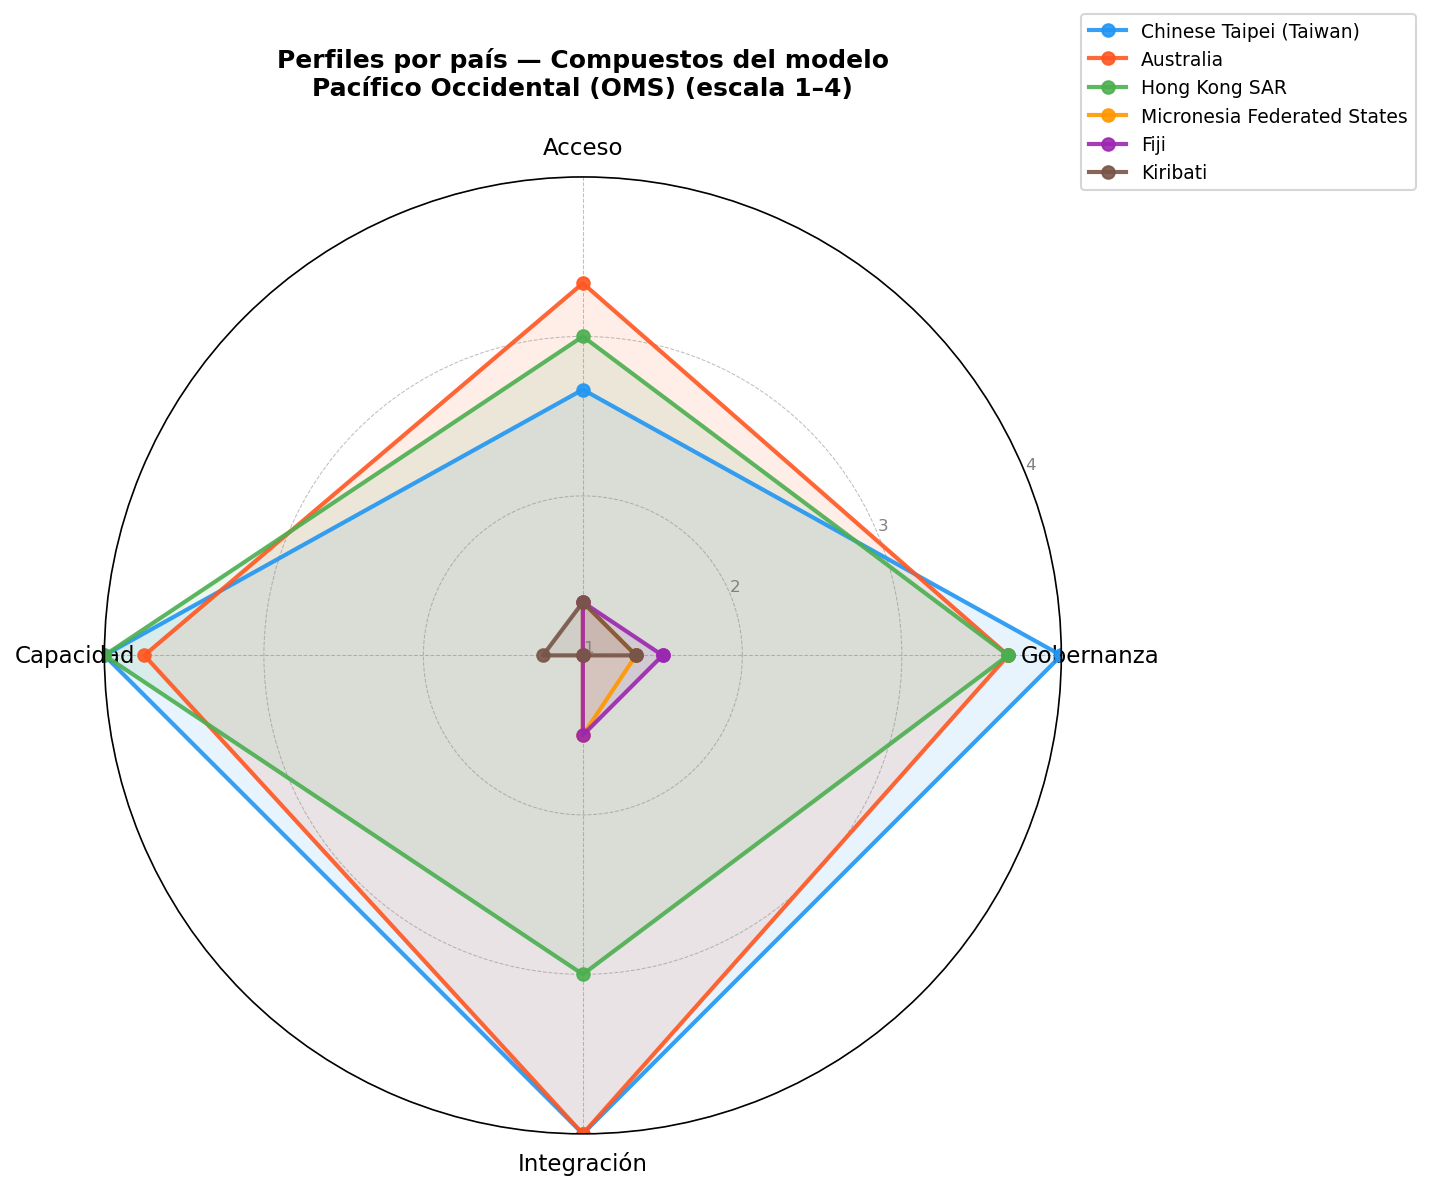 Perfiles por país — Compuestos del modelo
Pacífico Occidental (OMS) (escala 1–4)
Chinese Taipei (Taiwan)
Australia
Hong Kong SAR
Micronesia Federated States
Fiji
Kiribati
Acceso
4
3
2
1
Capacidad
Gobernanza
Integración